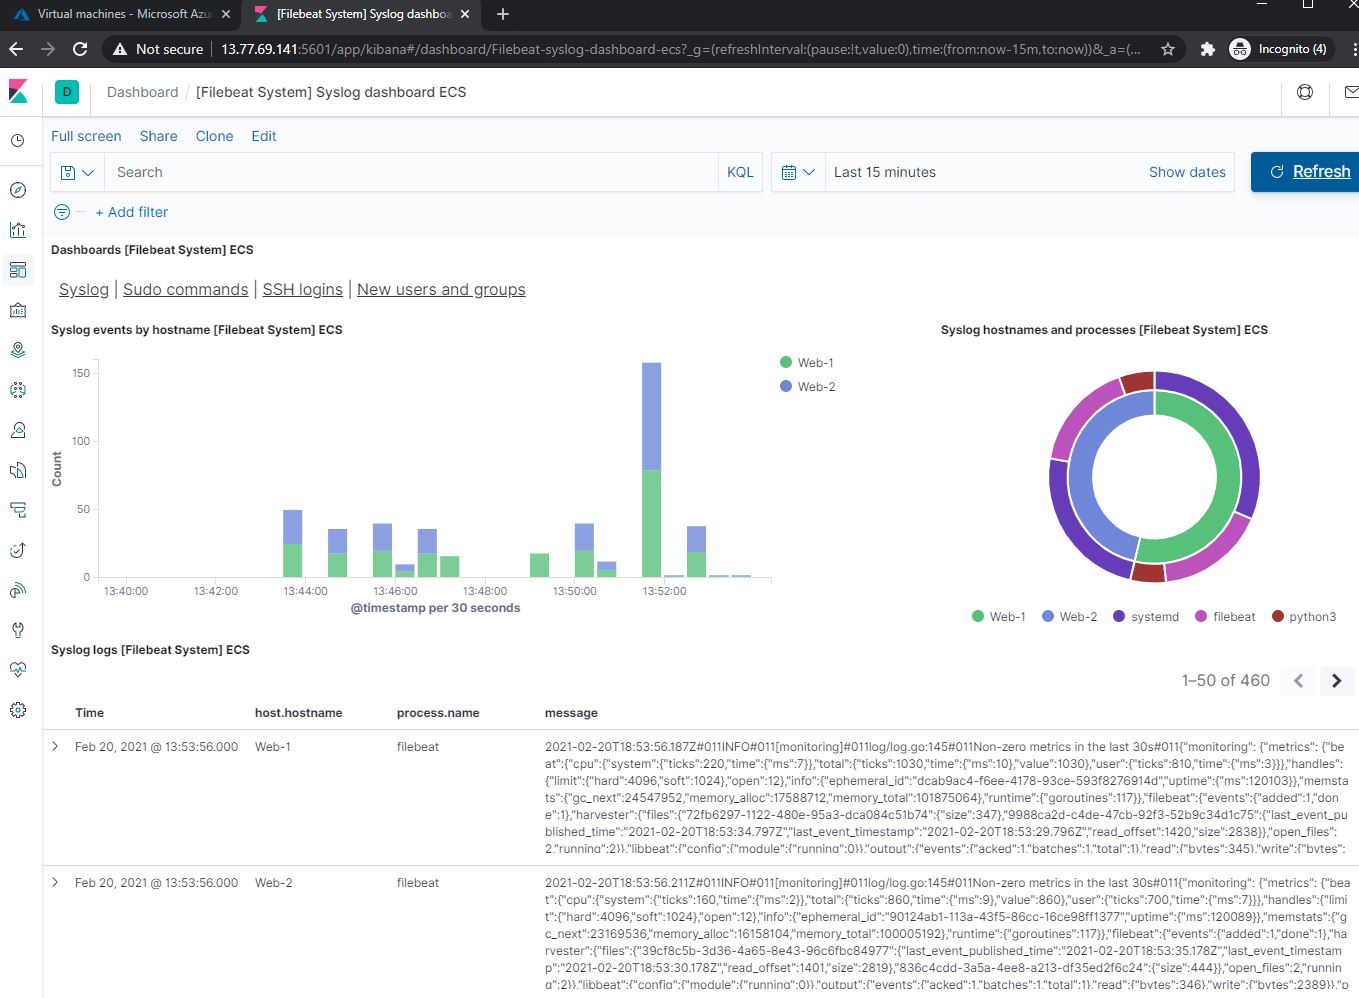 Virtual machines - Microsoft Azu
[Filebeat System] Syslog dashboa
Not secure | 13.77.69.141:5601/app/kibana#/dashboard/Filebeat-syslog-dashboard-ecs?_g=(refreshInterval:(pause:!t,value:0),time:(from:now-15m,to:now))&_a=(...
Incognito (4)
D
Dashboard / [Filebeat System] Syslog dashboard ECS
Full screen Share Clone Edit
Search KQL Last 15 minutes Show dates Refresh
+ Add filter
Dashboards [Filebeat System] ECS
Syslog | Sudo commands | SSH logins | New users and groups
Syslog events by hostname [Filebeat System] ECS
150
100
50
0
Count
13:40:00 13:42:00 13:44:00 13:46:00 13:48:00 13:50:00 13:52:00
@timestamp per 30 seconds
Web-1
Web-2
Syslog hostnames and processes [Filebeat System] ECS
Web-1 Web-2 systemd filebeat python3
Syslog logs [Filebeat System] ECS
1–50 of 460
Time host.hostname process.name message
Feb 20, 2021 @ 13:53:56.000 Web-1 filebeat 2021-02-20T18:53:56.187Z#011INFO#011[monitoring]#011log/log.go:145#011Non-zero metrics in the last 30s#011{"monitoring": {"metrics": {"be
at":{"cpu":{"system":{"ticks":220,"time":{"ms":7}},"total":{"ticks":1030,"time":{"ms":10},"value":1030},"user":{"ticks":810,"time":{"ms":3}}},"handles":
{"limit":{"hard":4096,"soft":1024},"open":12},"info":{"ephemeral_id":"dcab9ac4-f6ee-4178-93ce-593f8276914d","uptime":{"ms":120103}},"memst
ats":{"gc_next":24547952,"memory_alloc":17588712,"memory_total":101875064},"runtime":{"goroutines":117}},"filebeat":{"events":{"added":1,"don
e":1},"harvester":{"files":{"72fb6297-1122-480e-95a3-dca084c51b74":{"size":347},"9988ca2d-c4de-47cb-92f3-52b9c34d1c75":{"last_event_pu
blished_time":"2021-02-20T18:53:34.797Z","last_event_timestamp":"2021-02-20T18:53:29.796Z","read_offset":1420,"size":2838}},"open_files":
2,"running":2}},"libbeat":{"config":{"module":{"running":0}},"output":{"events":{"acked":1,"batches":1,"total":1},"read":{"bytes":345},"write":{"bytes":
Feb 20, 2021 @ 13:53:56.000 Web-2 filebeat 2021-02-20T18:53:56.211Z#011INFO#011[monitoring]#011log/log.go:145#011Non-zero metrics in the last 30s#011{"monitoring": {"metrics": {"beat
":{"cpu":{"system":{"ticks":160,"time":{"ms":2}},"total":{"ticks":860,"time":{"ms":9},"value":860},"user":{"ticks":700,"time":{"ms":7}}},"handles":{"limi
t":{"hard":4096,"soft":1024},"open":12},"info":{"ephemeral_id":"90124ab1-113a-43f5-86cc-16ce98ff1377","uptime":{"ms":120089}},"memstats":{"g
c_next":23169536,"memory_alloc":16158104,"memory_total":100005192},"runtime":{"goroutines":117}},"filebeat":{"events":{"added":1,"done":1},"har
vester":{"files":{"39cf8c5b-3d36-4a65-8e43-96c6fbc84977":{"last_event_published_time":"2021-02-20T18:53:35.178Z","last_event_timestam
p":"2021-02-20T18:53:30.178Z","read_offset":1401,"size":2819},"836c4cdd-3a5a-4ee8-a213-df35ed2f6c24":{"size":444}},"open_files":2,"runnin
g":2}},"libbeat":{"config":{"module":{"running":0}},"output":{"events":{"acked":1,"batches":1,"total":1},"read":{"bytes":346},"write":{"bytes":2389}},"p